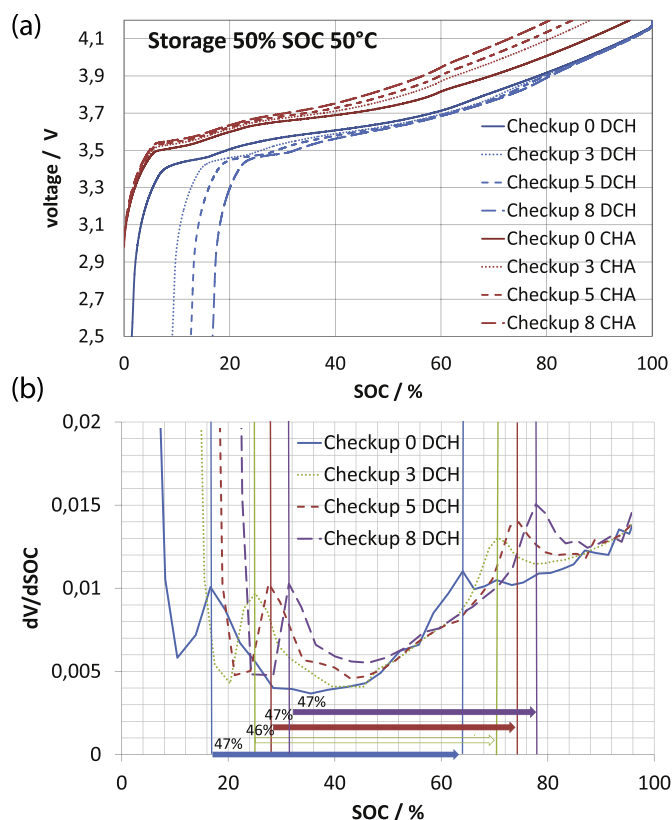 (a)
Storage 50% SOC 50°C
4,1
3,9
3,7
3,5
3,3
3,1
2,9
2,7
2,5
voltage / V
Checkup 0 DCH
Checkup 3 DCH
Checkup 5 DCH
Checkup 8 DCH
Checkup 0 CHA
Checkup 3 CHA
Checkup 5 CHA
Checkup 8 CHA
0 20 40 60 80 100
SOC / %
(b)
0,02
0,015
0,01
0,005
0
dV/dSOC
Checkup 0 DCH
Checkup 3 DCH
Checkup 5 DCH
Checkup 8 DCH
47%
47%
46%
47%
0 20 40 60 80 100
SOC / %